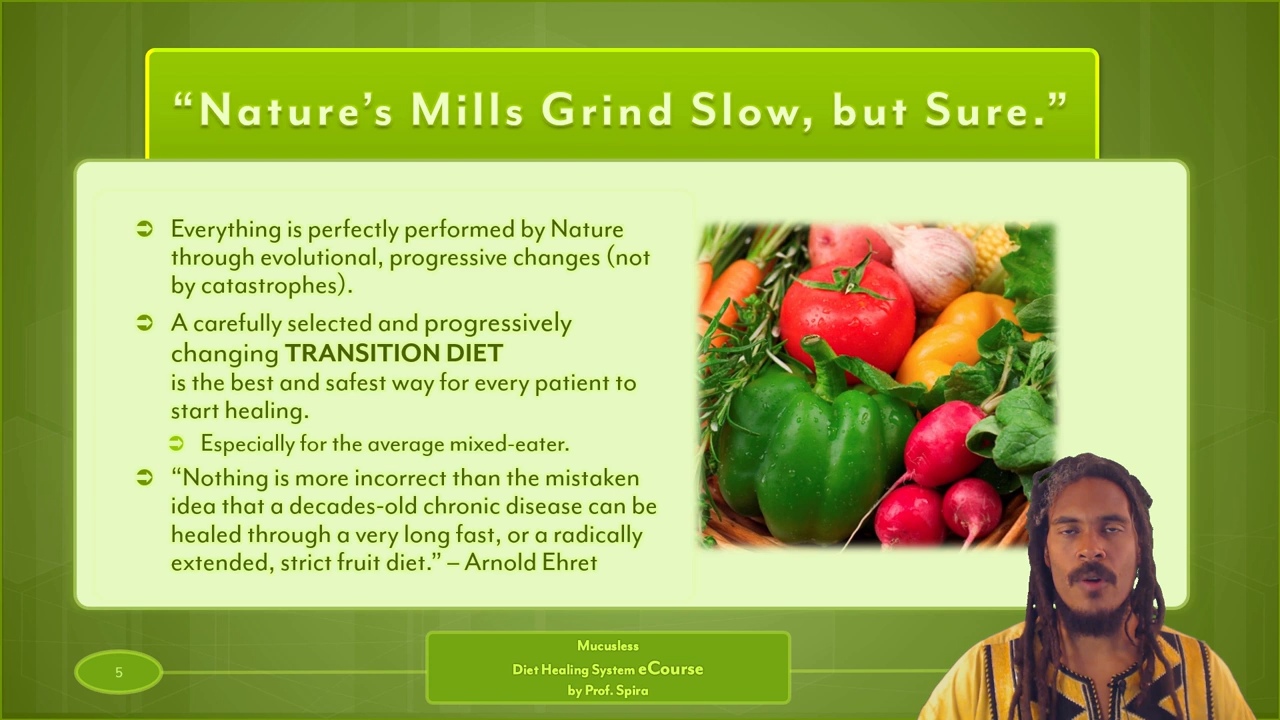 “Nature’s Mills Grind Slow, but Sure.”
Everything is perfectly performed by Nature
through evolutional, progressive changes (not
by catastrophes).
A carefully selected and progressively
changing TRANSITION DIET
is the best and safest way for every patient to
start healing.
Especially for the average mixed-eater.
“Nothing is more incorrect than the mistaken
idea that a decades-old chronic disease can be
healed through a very long fast, or a radically
extended, strict fruit diet.” – Arnold Ehret
5
Mucusless
Diet Healing System eCourse
by Prof. Spira